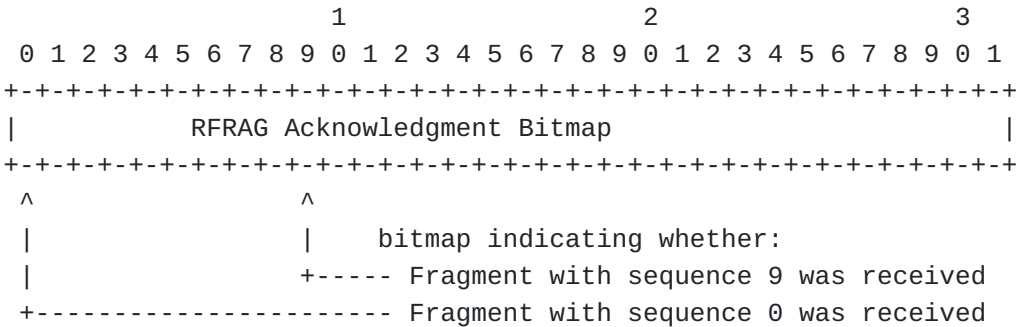 1                   2                   3
 0 1 2 3 4 5 6 7 8 9 0 1 2 3 4 5 6 7 8 9 0 1 2 3 4 5 6 7 8 9 0 1
+-+-+-+-+-+-+-+-+-+-+-+-+-+-+-+-+-+-+-+-+-+-+-+-+-+-+-+-+-+-+-+-+
|           RFRAG Acknowledgment Bitmap                         |
+-+-+-+-+-+-+-+-+-+-+-+-+-+-+-+-+-+-+-+-+-+-+-+-+-+-+-+-+-+-+-+-+
 ^                 ^
 |                 |    bitmap indicating whether:
 |                 +----- Fragment with sequence 9 was received
 +----------------------- Fragment with sequence 0 was received